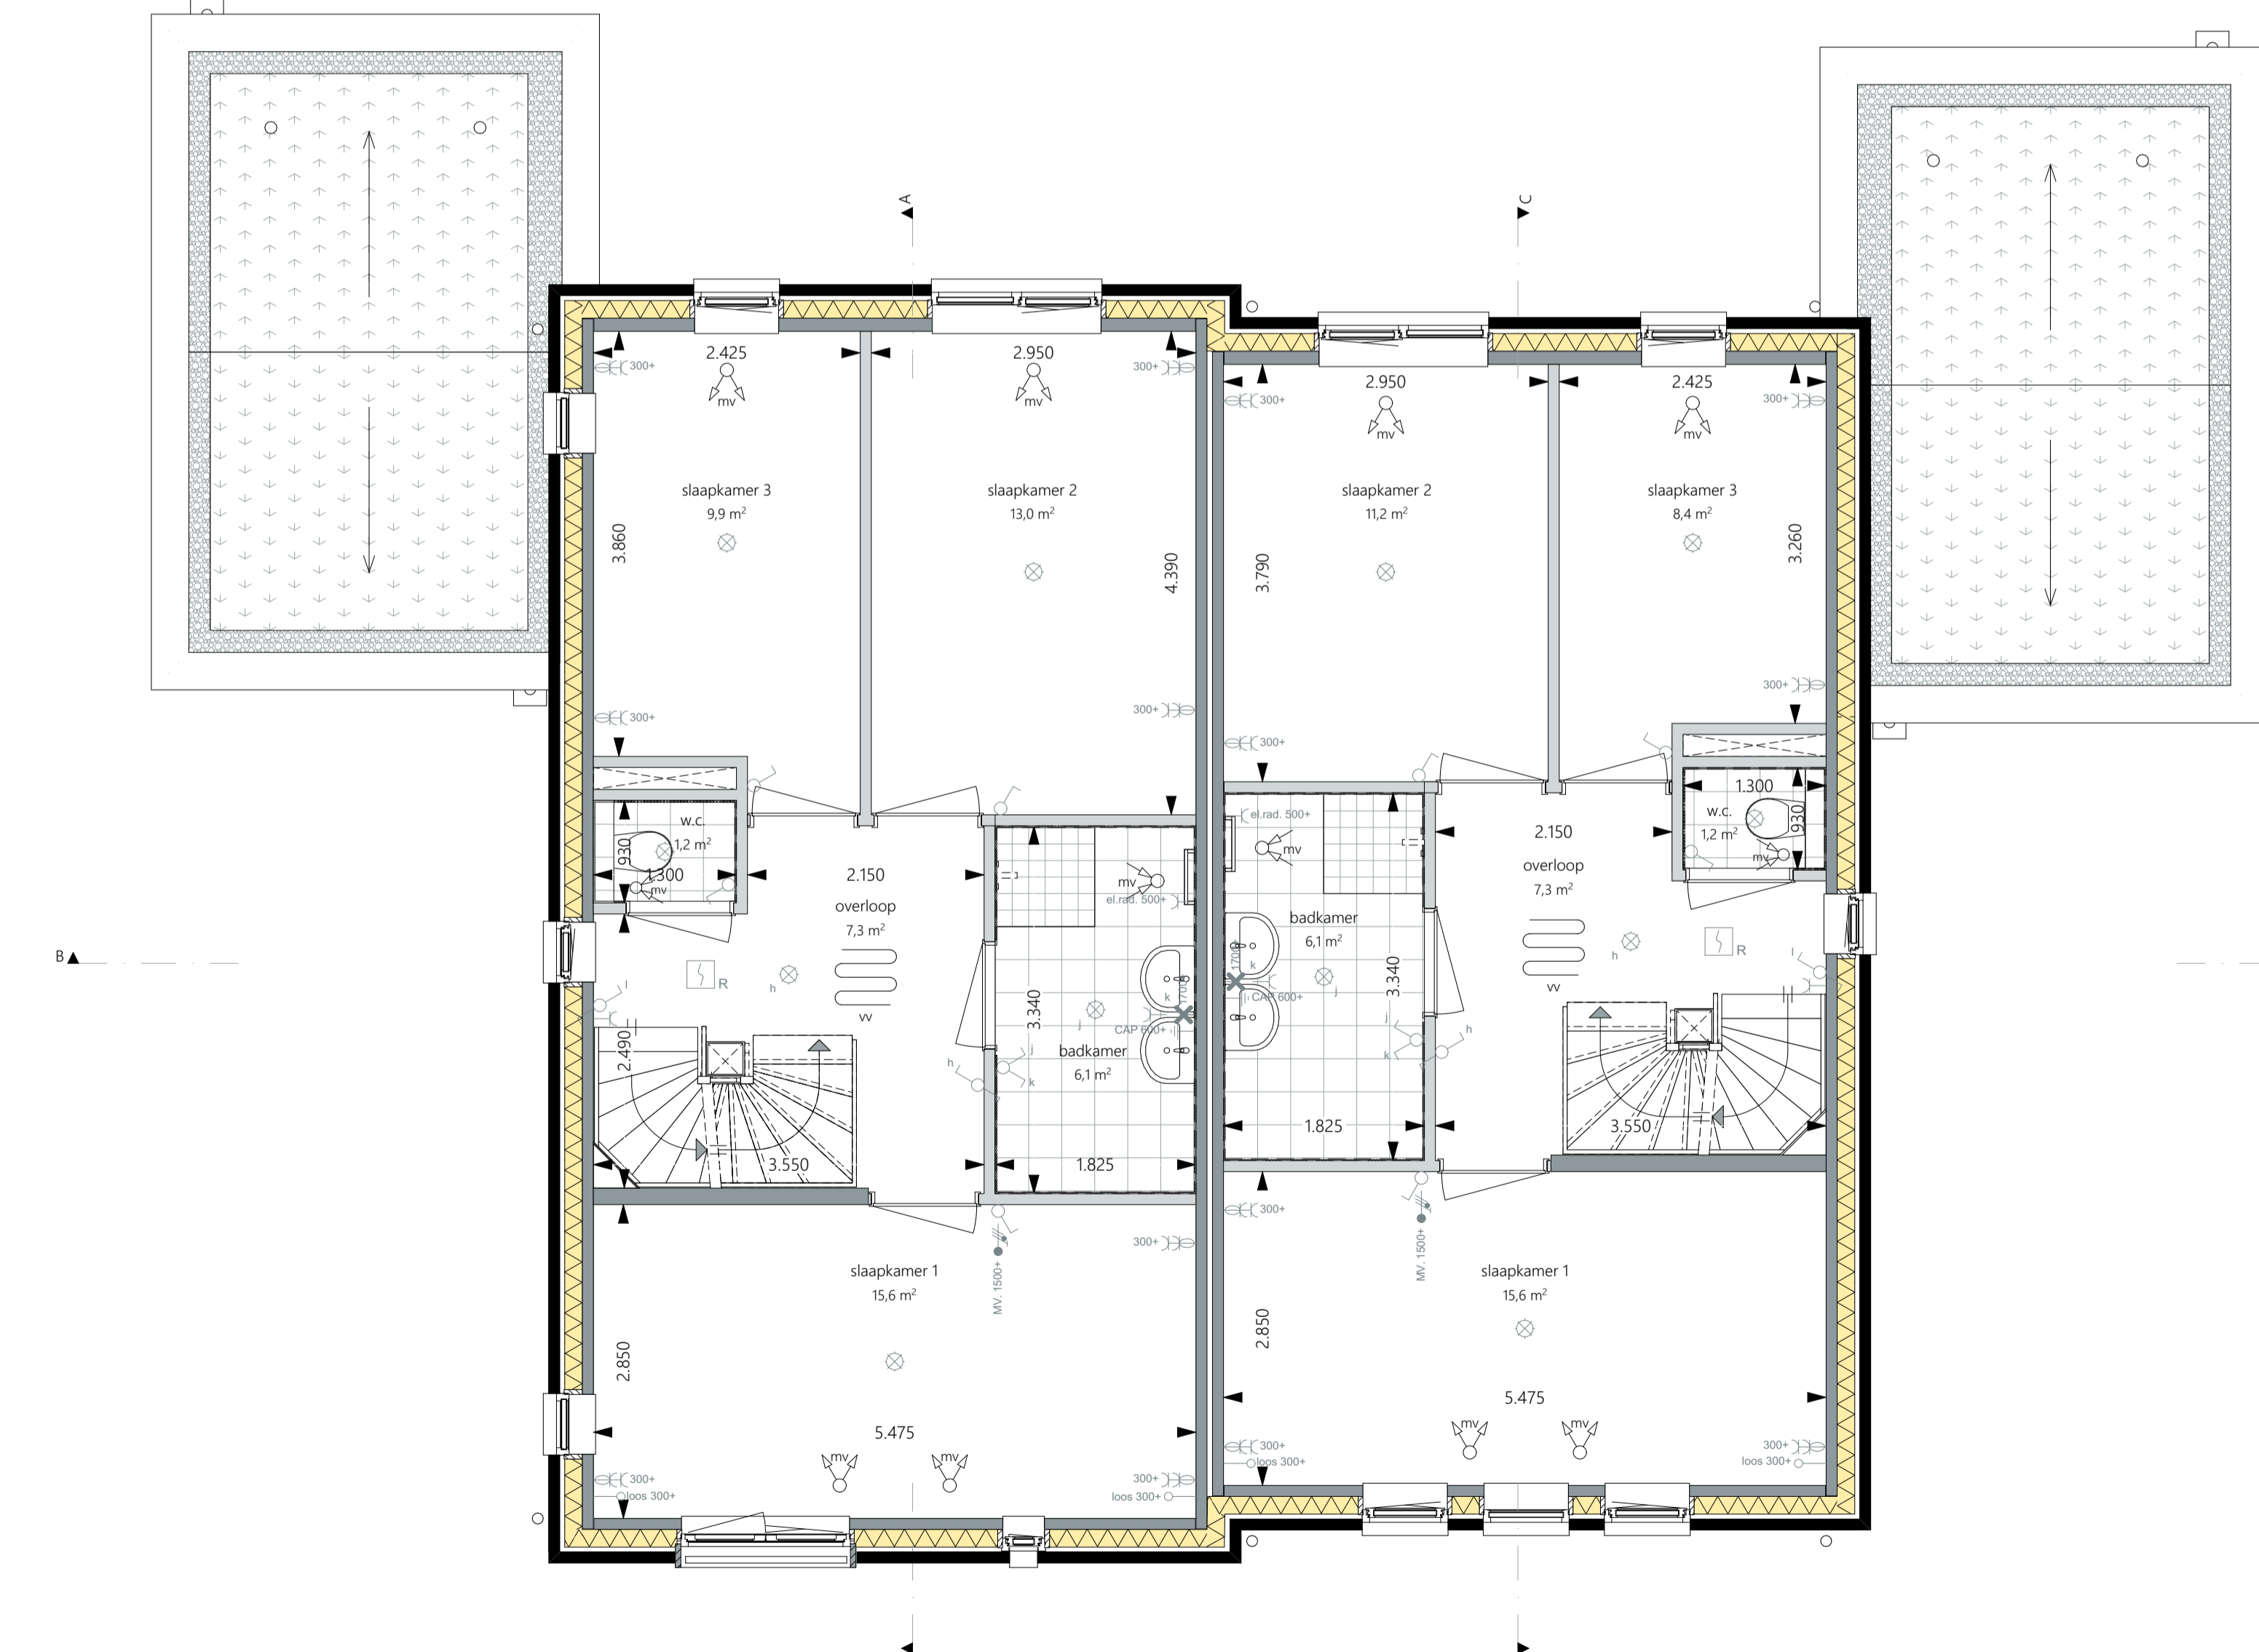 A
C
2.425
2.950
300+
300+
mv
mv
2.950
2.425
300+
300+
mv
mv
slaapkamer 3
9,9 m²
slaapkamer 2
13,0 m²
slaapkamer 2
11,2 m²
slaapkamer 3
8,4 m²
3.860
4.390
3.790
3.260
300+
300+
300+
300+
w.c.
1,2 m²
930
1.300
mv
2.150
overloop
7,3 m²
mv
el.rad. 500+
el.rad. 500+
mv
2.150
overloop
7,3 m²
1.300
w.c.
1,2 m²
930
mv
B
R
h
vv
l
2.490
3.340
k
1700+
j
CAP 600+
badkamer
6,1 m²
h
j
k
badkamer
6,1 m²
1700+
k
CAP 600+
j
3.340
j
k
h
vv
h
R
l
3.550
1.825
1.825
3.550
300+
MV. 1500+
300+
MV. 1500+
slaapkamer 1
15,6 m²
slaapkamer 1
15,6 m²
2.850
2.850
5.475
5.475
mv
mv
mv
mv
300+
loos 300+
300+
loos 300+
300+
loos 300+
300+
loos 300+